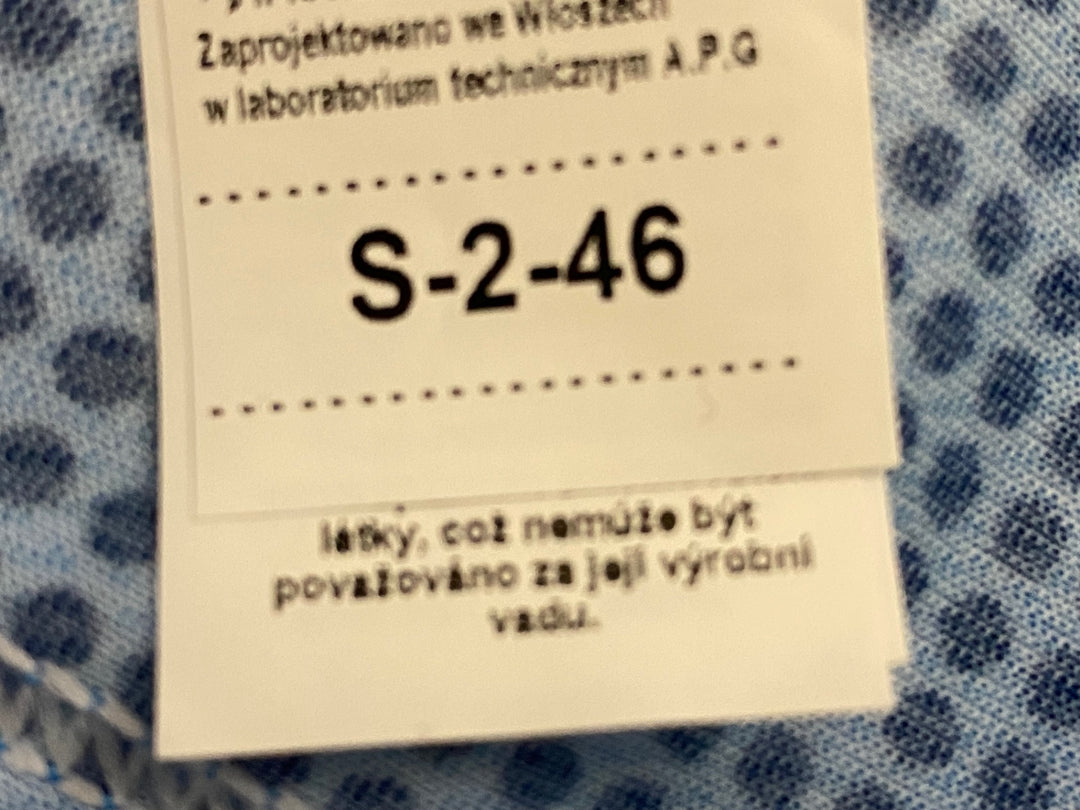 Zaprojektowano we Włoszech
w laboratorium technicznym A.P.G
S-2-46
látky, což nemůže být
považováno za její výrobní
vadu.